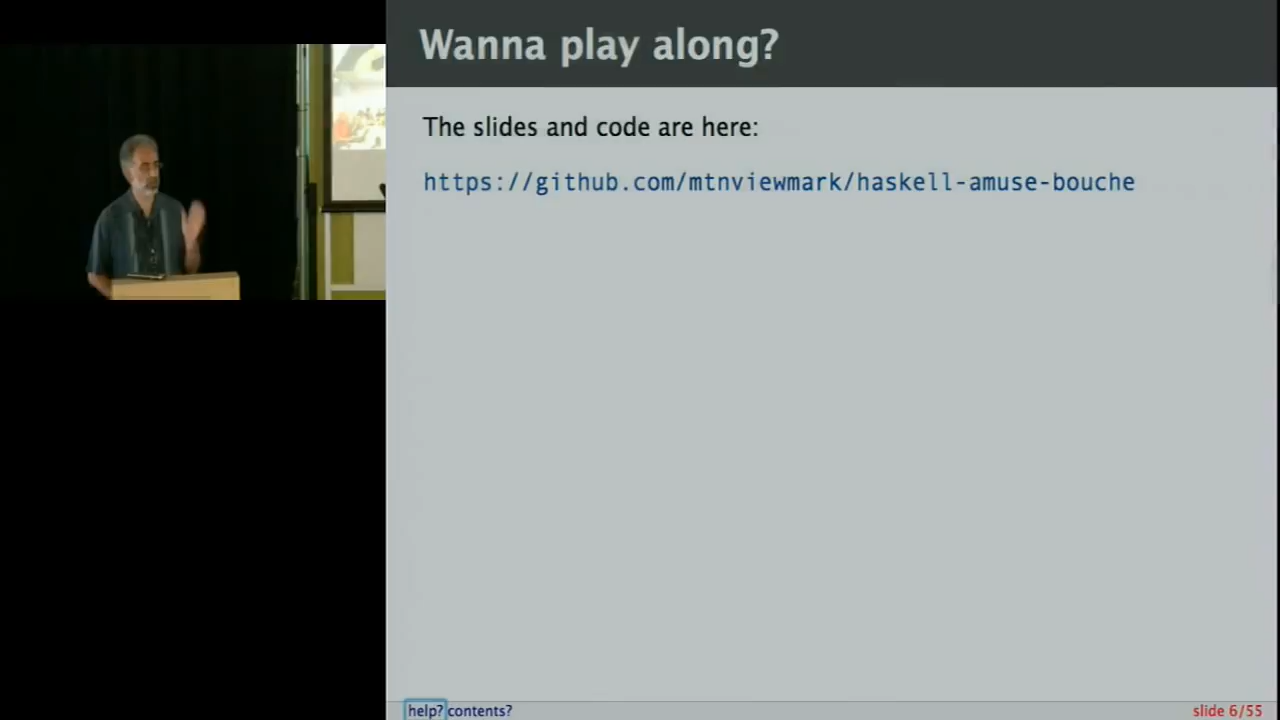 Wanna play along?
The slides and code are here:
https://github.com/mtnviewmark/haskell-amuse-bouche
help? contents?
slide 6/55